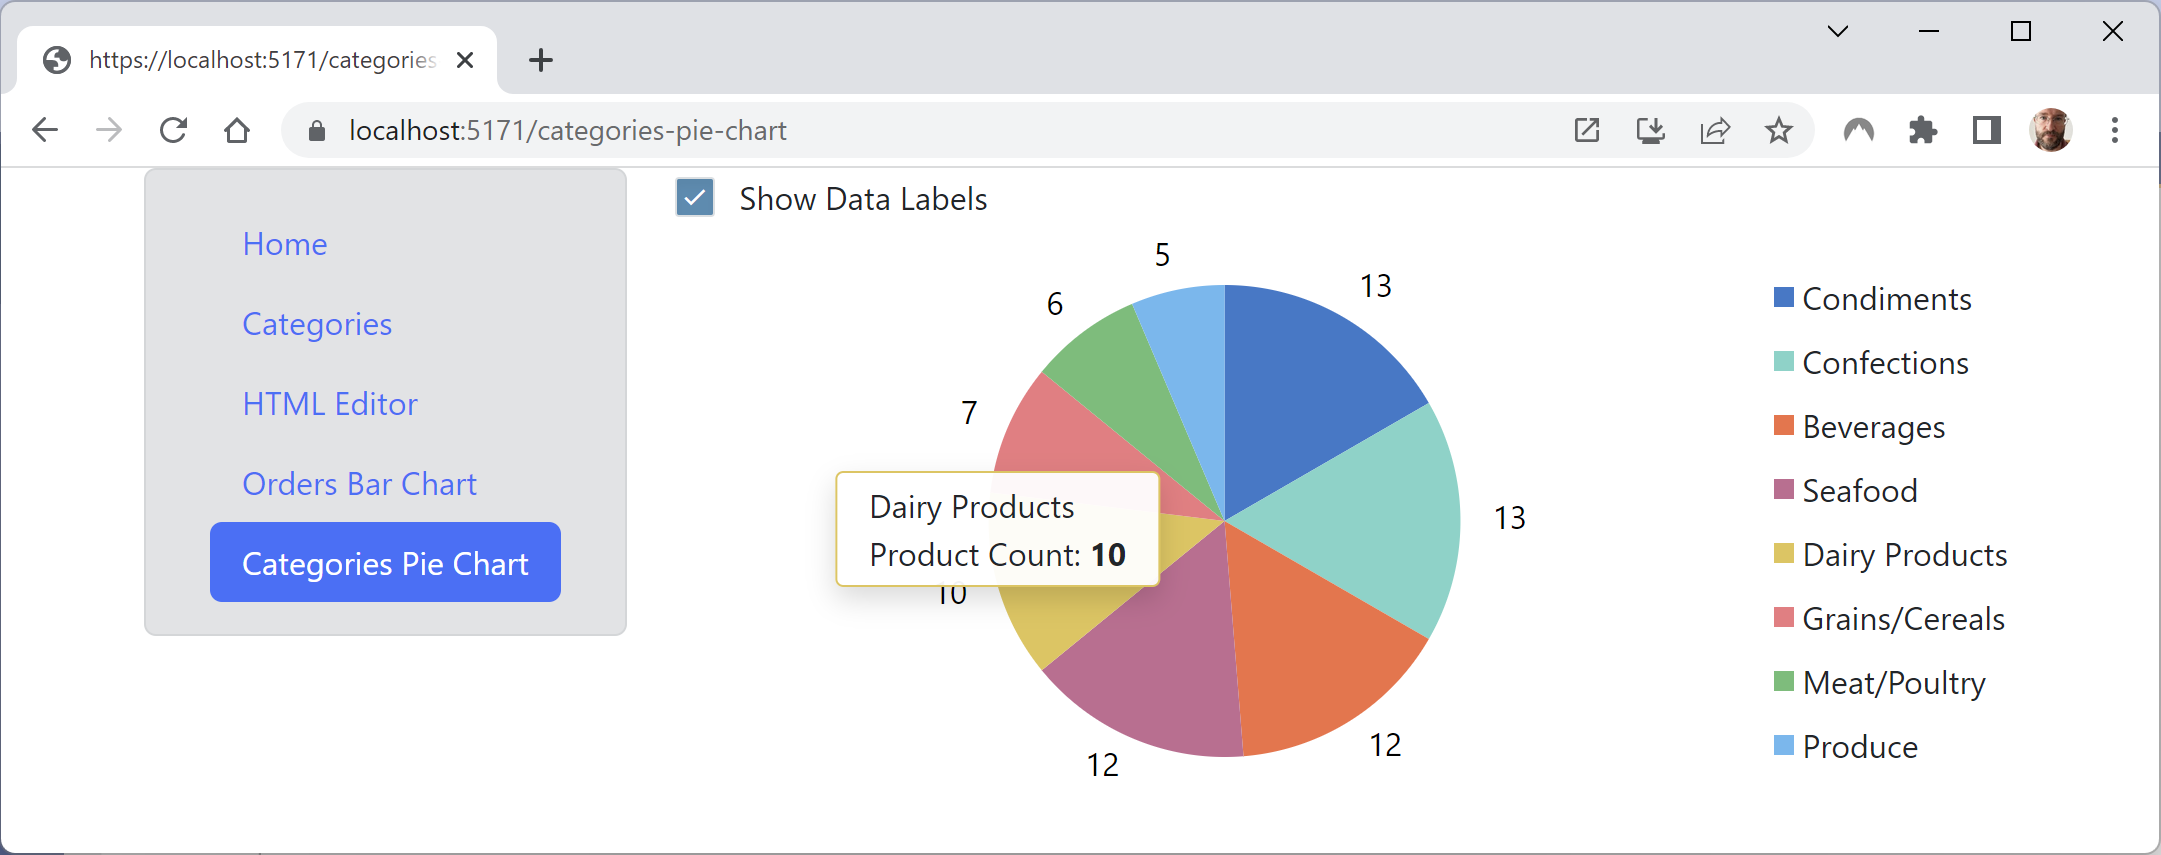 https://localhost:5171/categories
localhost:5171/categories-pie-chart
Home
Categories
HTML Editor
Orders Bar Chart
Categories Pie Chart
Show Data Labels
5
13
6
7
13
Dairy Products
Product Count: 10
10
12
12
Condiments
Confections
Beverages
Seafood
Dairy Products
Grains/Cereals
Meat/Poultry
Produce